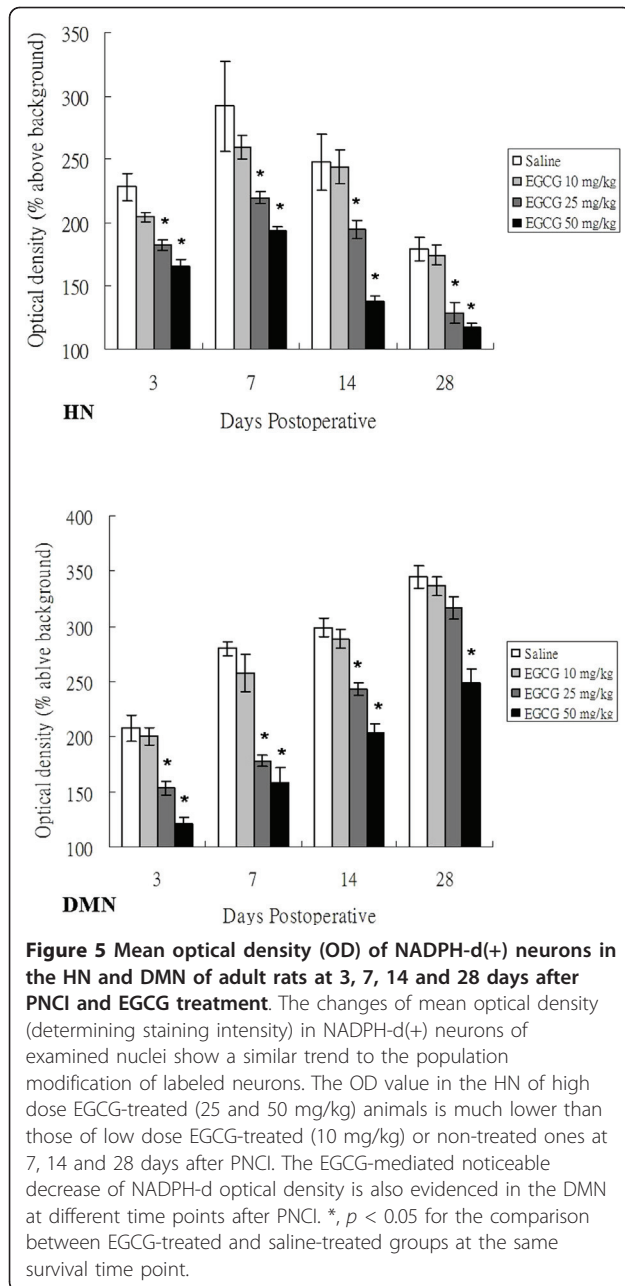 350
300
250
200
150
100
Optical density (% above background)
* *
* *
*
*
*
*
Saline
EGCG 10 mg/kg
EGCG 25 mg/kg
EGCG 50 mg/kg
3 7 14 28
HN
Days Postoperative
400
350
300
250
200
150
100
Optical density (% ablve background)
*
*
* *
*
*
*
Saline
EGCG 10 mg/kg
EGCG 25 mg/kg
EGCG 50 mg/kg
3 7 14 28
DMN
Days Postoperative
Figure 5 Mean optical density (OD) of NADPH-d(+) neurons in
the HN and DMN of adult rats at 3, 7, 14 and 28 days after
PNCI and EGCG treatment. The changes of mean optical density
(determining staining intensity) in NADPH-d(+) neurons of
examined nuclei show a similar trend to the population
modification of labeled neurons. The OD value in the HN of high
dose EGCG-treated (25 and 50 mg/kg) animals is much lower than
those of low dose EGCG-treated (10 mg/kg) or non-treated ones at
7, 14 and 28 days after PNCI. The EGCG-mediated noticeable
decrease of NADPH-d optical density is also evidenced in the DMN
at different time points after PNCI. *, p < 0.05 for the comparison
between EGCG-treated and saline-treated groups at the same
survival time point.